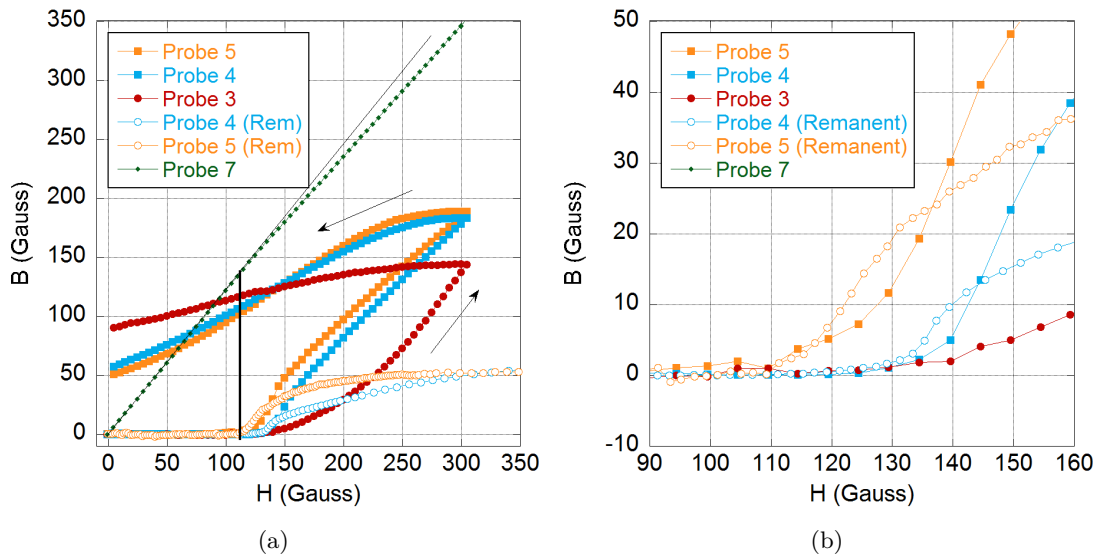 350
300
250
200
150
100
50
0
B (Gauss)
Probe 5
Probe 4
Probe 3
Probe 4 (Rem)
Probe 5 (Rem)
Probe 7
0 50 100 150 200 250 300 350
H (Gauss)
(a)
50
40
30
20
10
0
-10
B (Gauss)
Probe 5
Probe 4
Probe 3
Probe 4 (Remanent)
Probe 5 (Remanent)
90 100 110 120 130 140 150 160
H (Gauss)
(b)